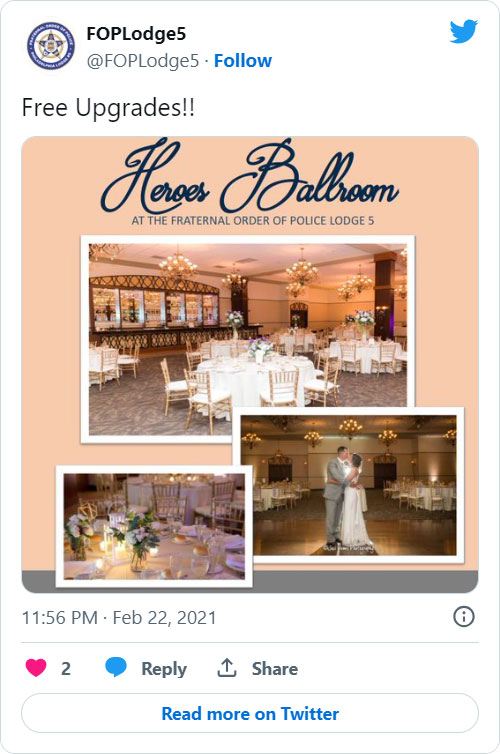 FOPLodge5
@FOPLodge5 · Follow
Free Upgrades!!
Heroes Ballroom
AT THE FRATERNAL ORDER OF POLICE LODGE 5
11:56 PM · Feb 22, 2021
2 Reply Share
Read more on Twitter